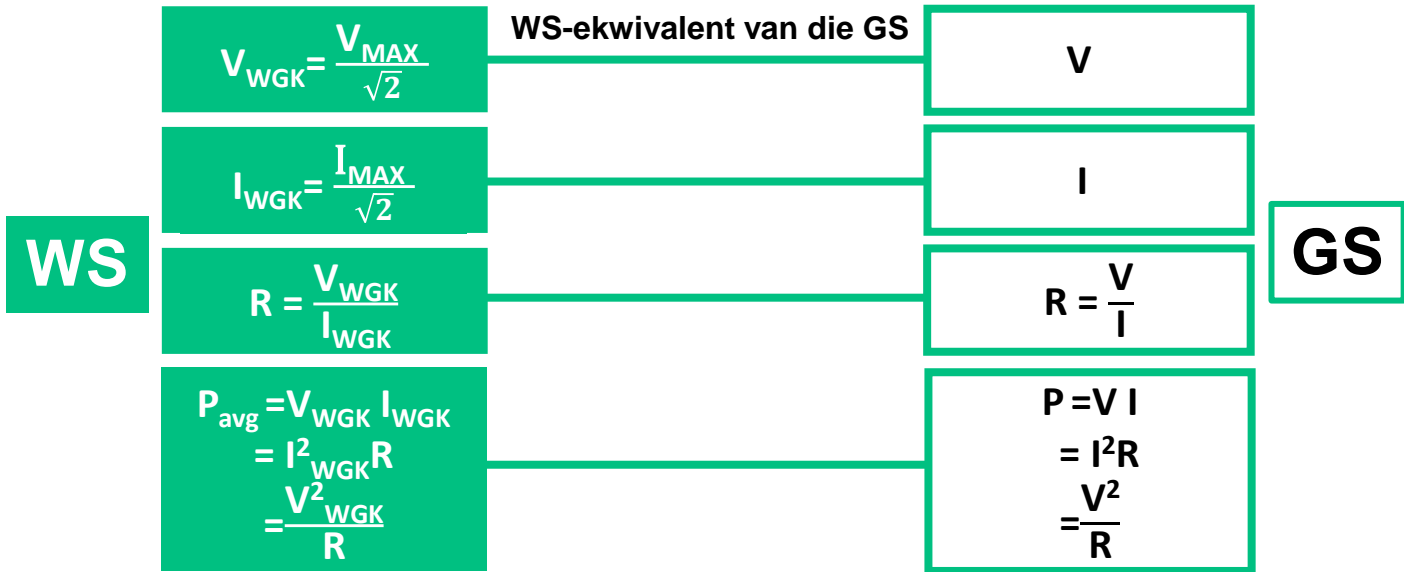 WS-ekwivalent van die GS
WS
V_WGK = V_MAX / √2
I_WGK = I_MAX / √2
R = V_WGK / I_WGK
P_avg = V_WGK I_WGK
= I²_WGK R
= V²_WGK / R
V
I
R = V / I
P = V I
= I²R
= V² / R
GS